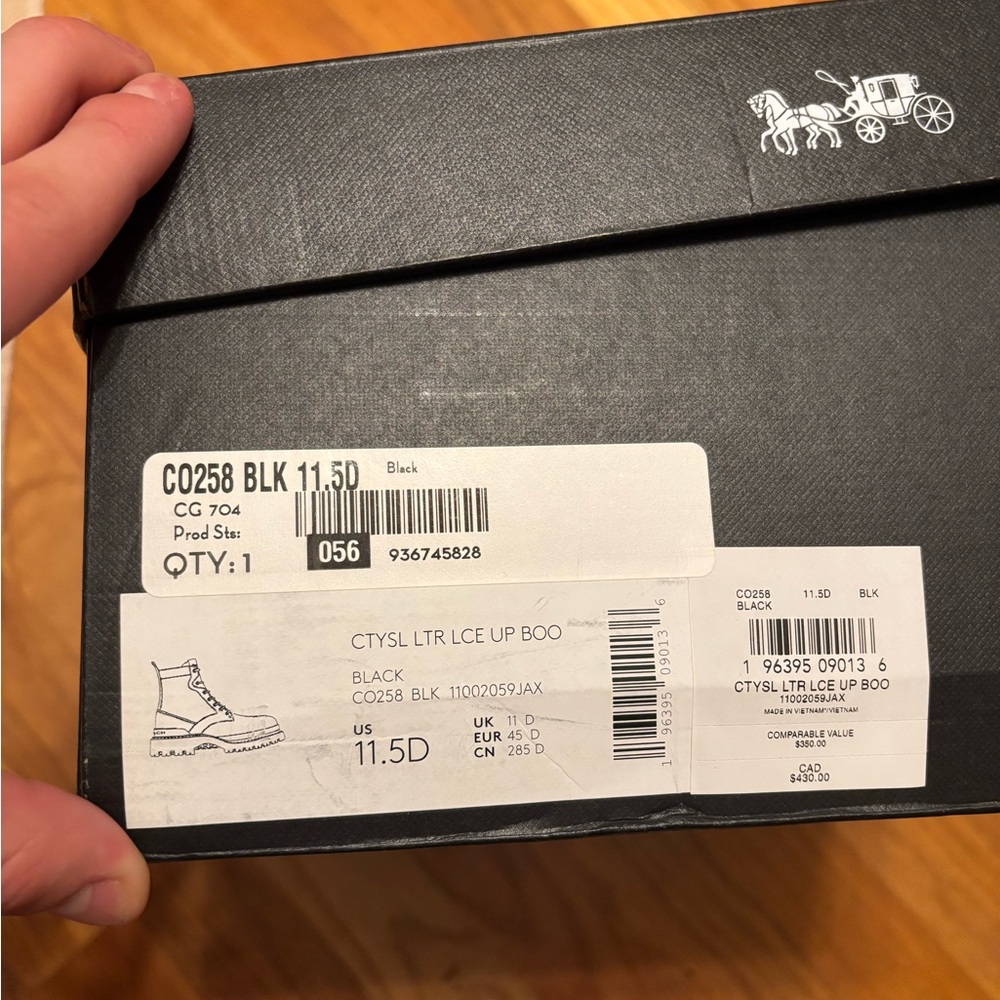 CO258 BLK 11.5D Black
CG 704
Prod Sts:
QTY: 1
056 936745828
CTYSL LTR LCE UP BOO
BLACK
CO258 BLK 11002059JAX
US
11.5D
UK 11 D
EUR 45 D
CN 285 D
1 96395 09013 6
CO258 11.5D BLK
BLACK
1 96395 09013 6
CTYSL LTR LCE UP BOO
11002059JAX
MADE IN VIETNAM*/VIETNAM
COMPARABLE VALUE
$350.00
CAD
$430.00